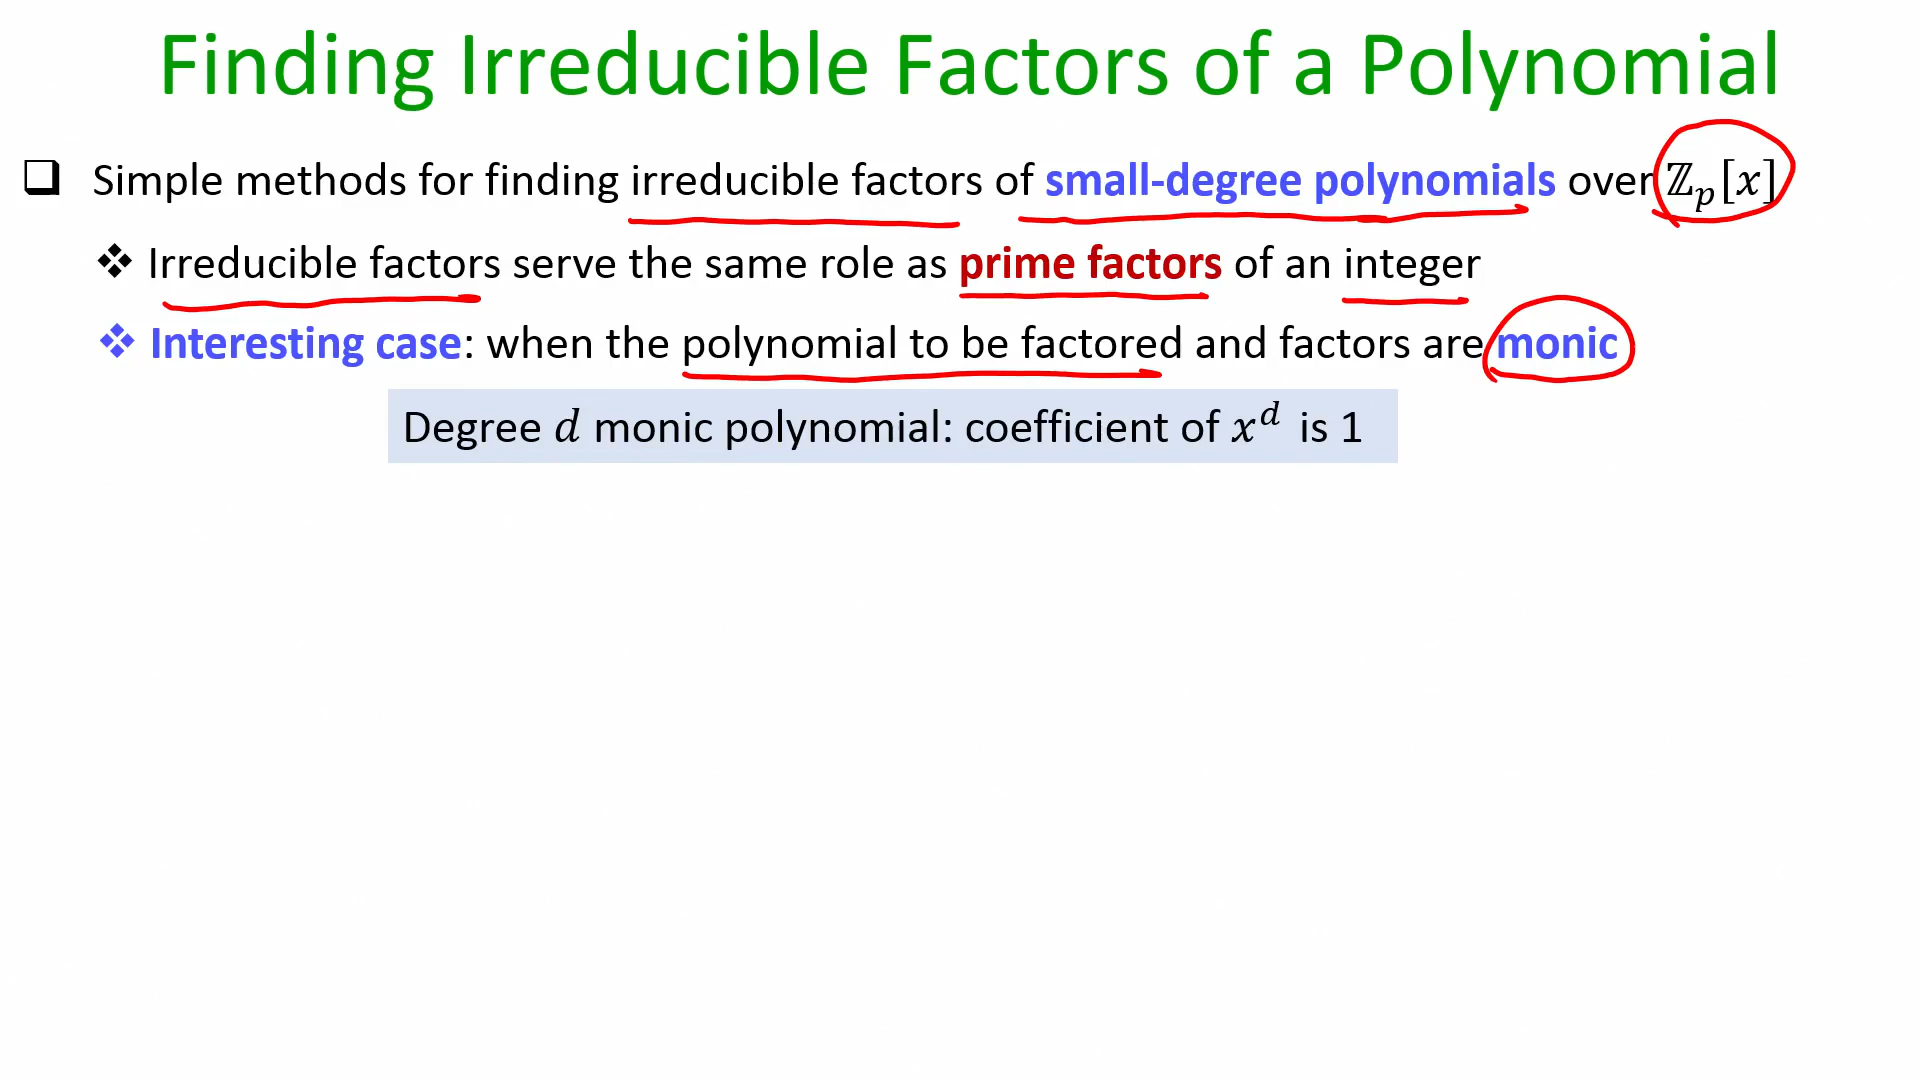 Finding Irreducible Factors of a Polynomial
❑ Simple methods for finding irreducible factors of small-degree polynomials over ℤ_p[x]
❖ Irreducible factors serve the same role as prime factors of an integer
❖ Interesting case: when the polynomial to be factored and factors are monic
Degree d monic polynomial: coefficient of x^d is 1